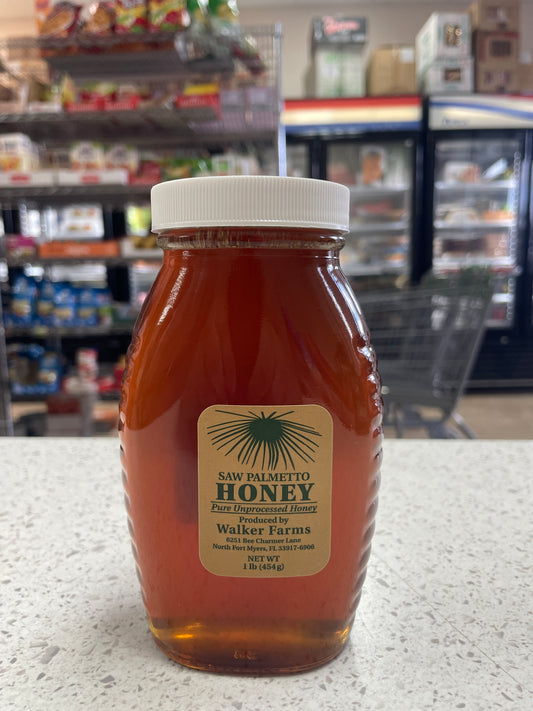 SAW PALMETTO
HONEY
Pure Unprocessed Honey
Produced by
Walker Farms
6251 Bee Charmer Lane
North Fort Myers, FL 33917-6906
NET WT
1 lb (454g)